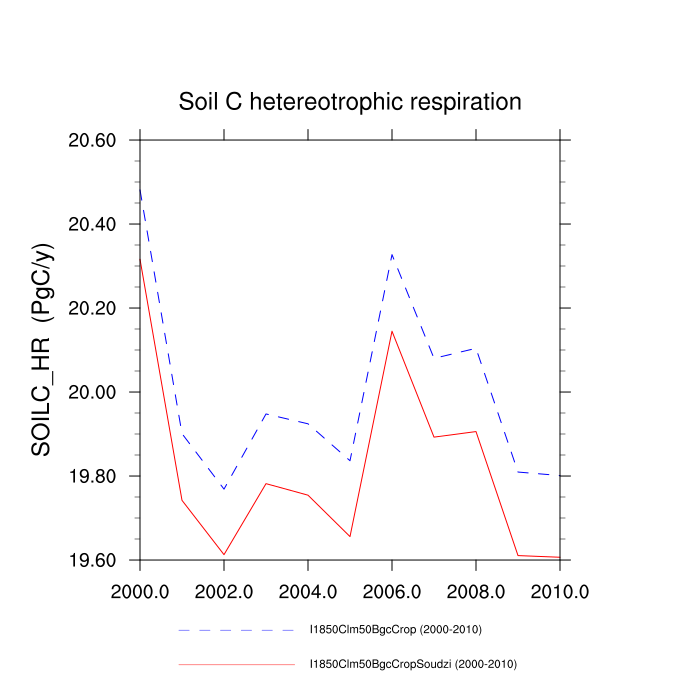 Soil C hetereotrophic respiration
SOILC_HR (PgC/y)
20.60
20.40
20.20
20.00
19.80
19.60
2000.0 2002.0 2004.0 2006.0 2008.0 2010.0
I1850Clm50BgcCrop (2000-2010)
I1850Clm50BgcCropSoudzi (2000-2010)